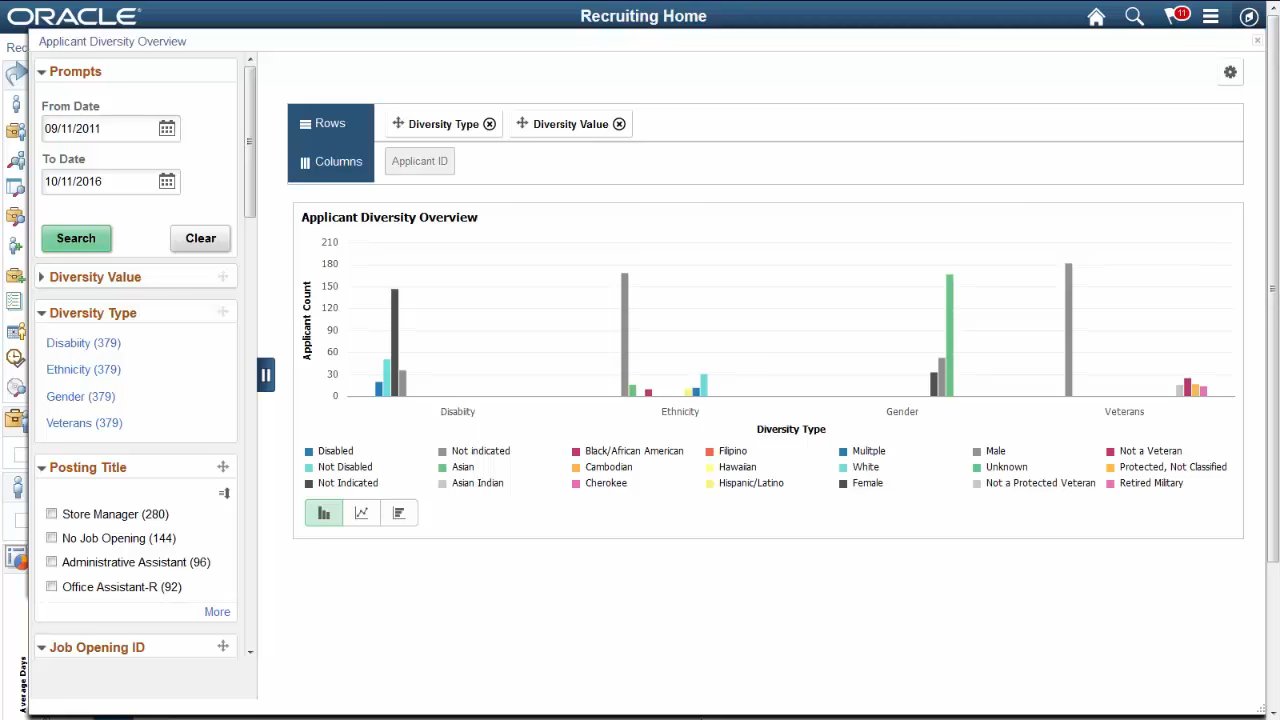 ORACLE
Recruiting Home
11
Rec
Applicant Diversity Overview
Prompts
From Date
09/11/2011
To Date
10/11/2016
Search
Clear
Diversity Value
Diversity Type
Disabiity (379)
Ethnicity (379)
Gender (379)
Veterans (379)
Posting Title
Store Manager (280)
No Job Opening (144)
Administrative Assistant (96)
Office Assistant-R (92)
More
Job Opening ID
Average Days
Rows
Diversity Type
Diversity Value
Columns
Applicant ID
Applicant Diversity Overview
Applicant Count
210
180
150
120
90
60
30
0
Disabiity
Ethnicity
Gender
Veterans
Diversity Type
Disabled
Not indicated
Black/African American
Filipino
Mulitple
Male
Not a Veteran
Not Disabled
Asian
Cambodian
Hawaiian
White
Unknown
Protected, Not Classified
Not Indicated
Asian Indian
Cherokee
Hispanic/Latino
Female
Not a Protected Veteran
Retired Military